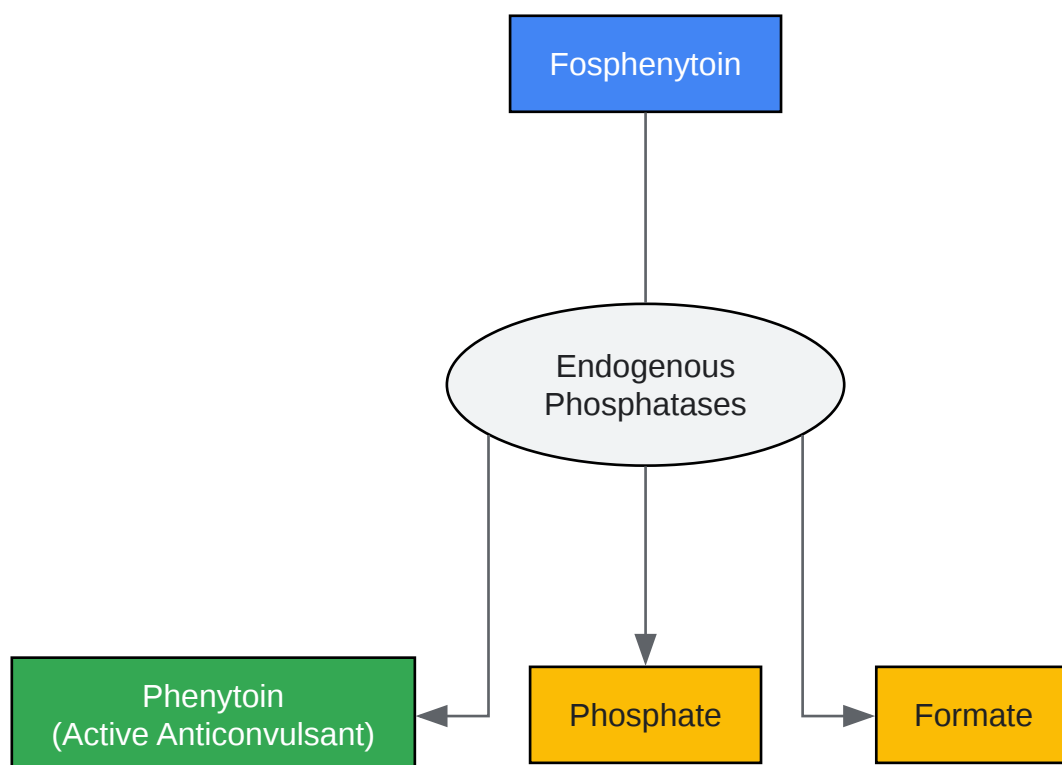 Fosphenytoin
Endogenous
Phosphatases
Phenytoin
(Active Anticonvulsant)
Phosphate
Formate